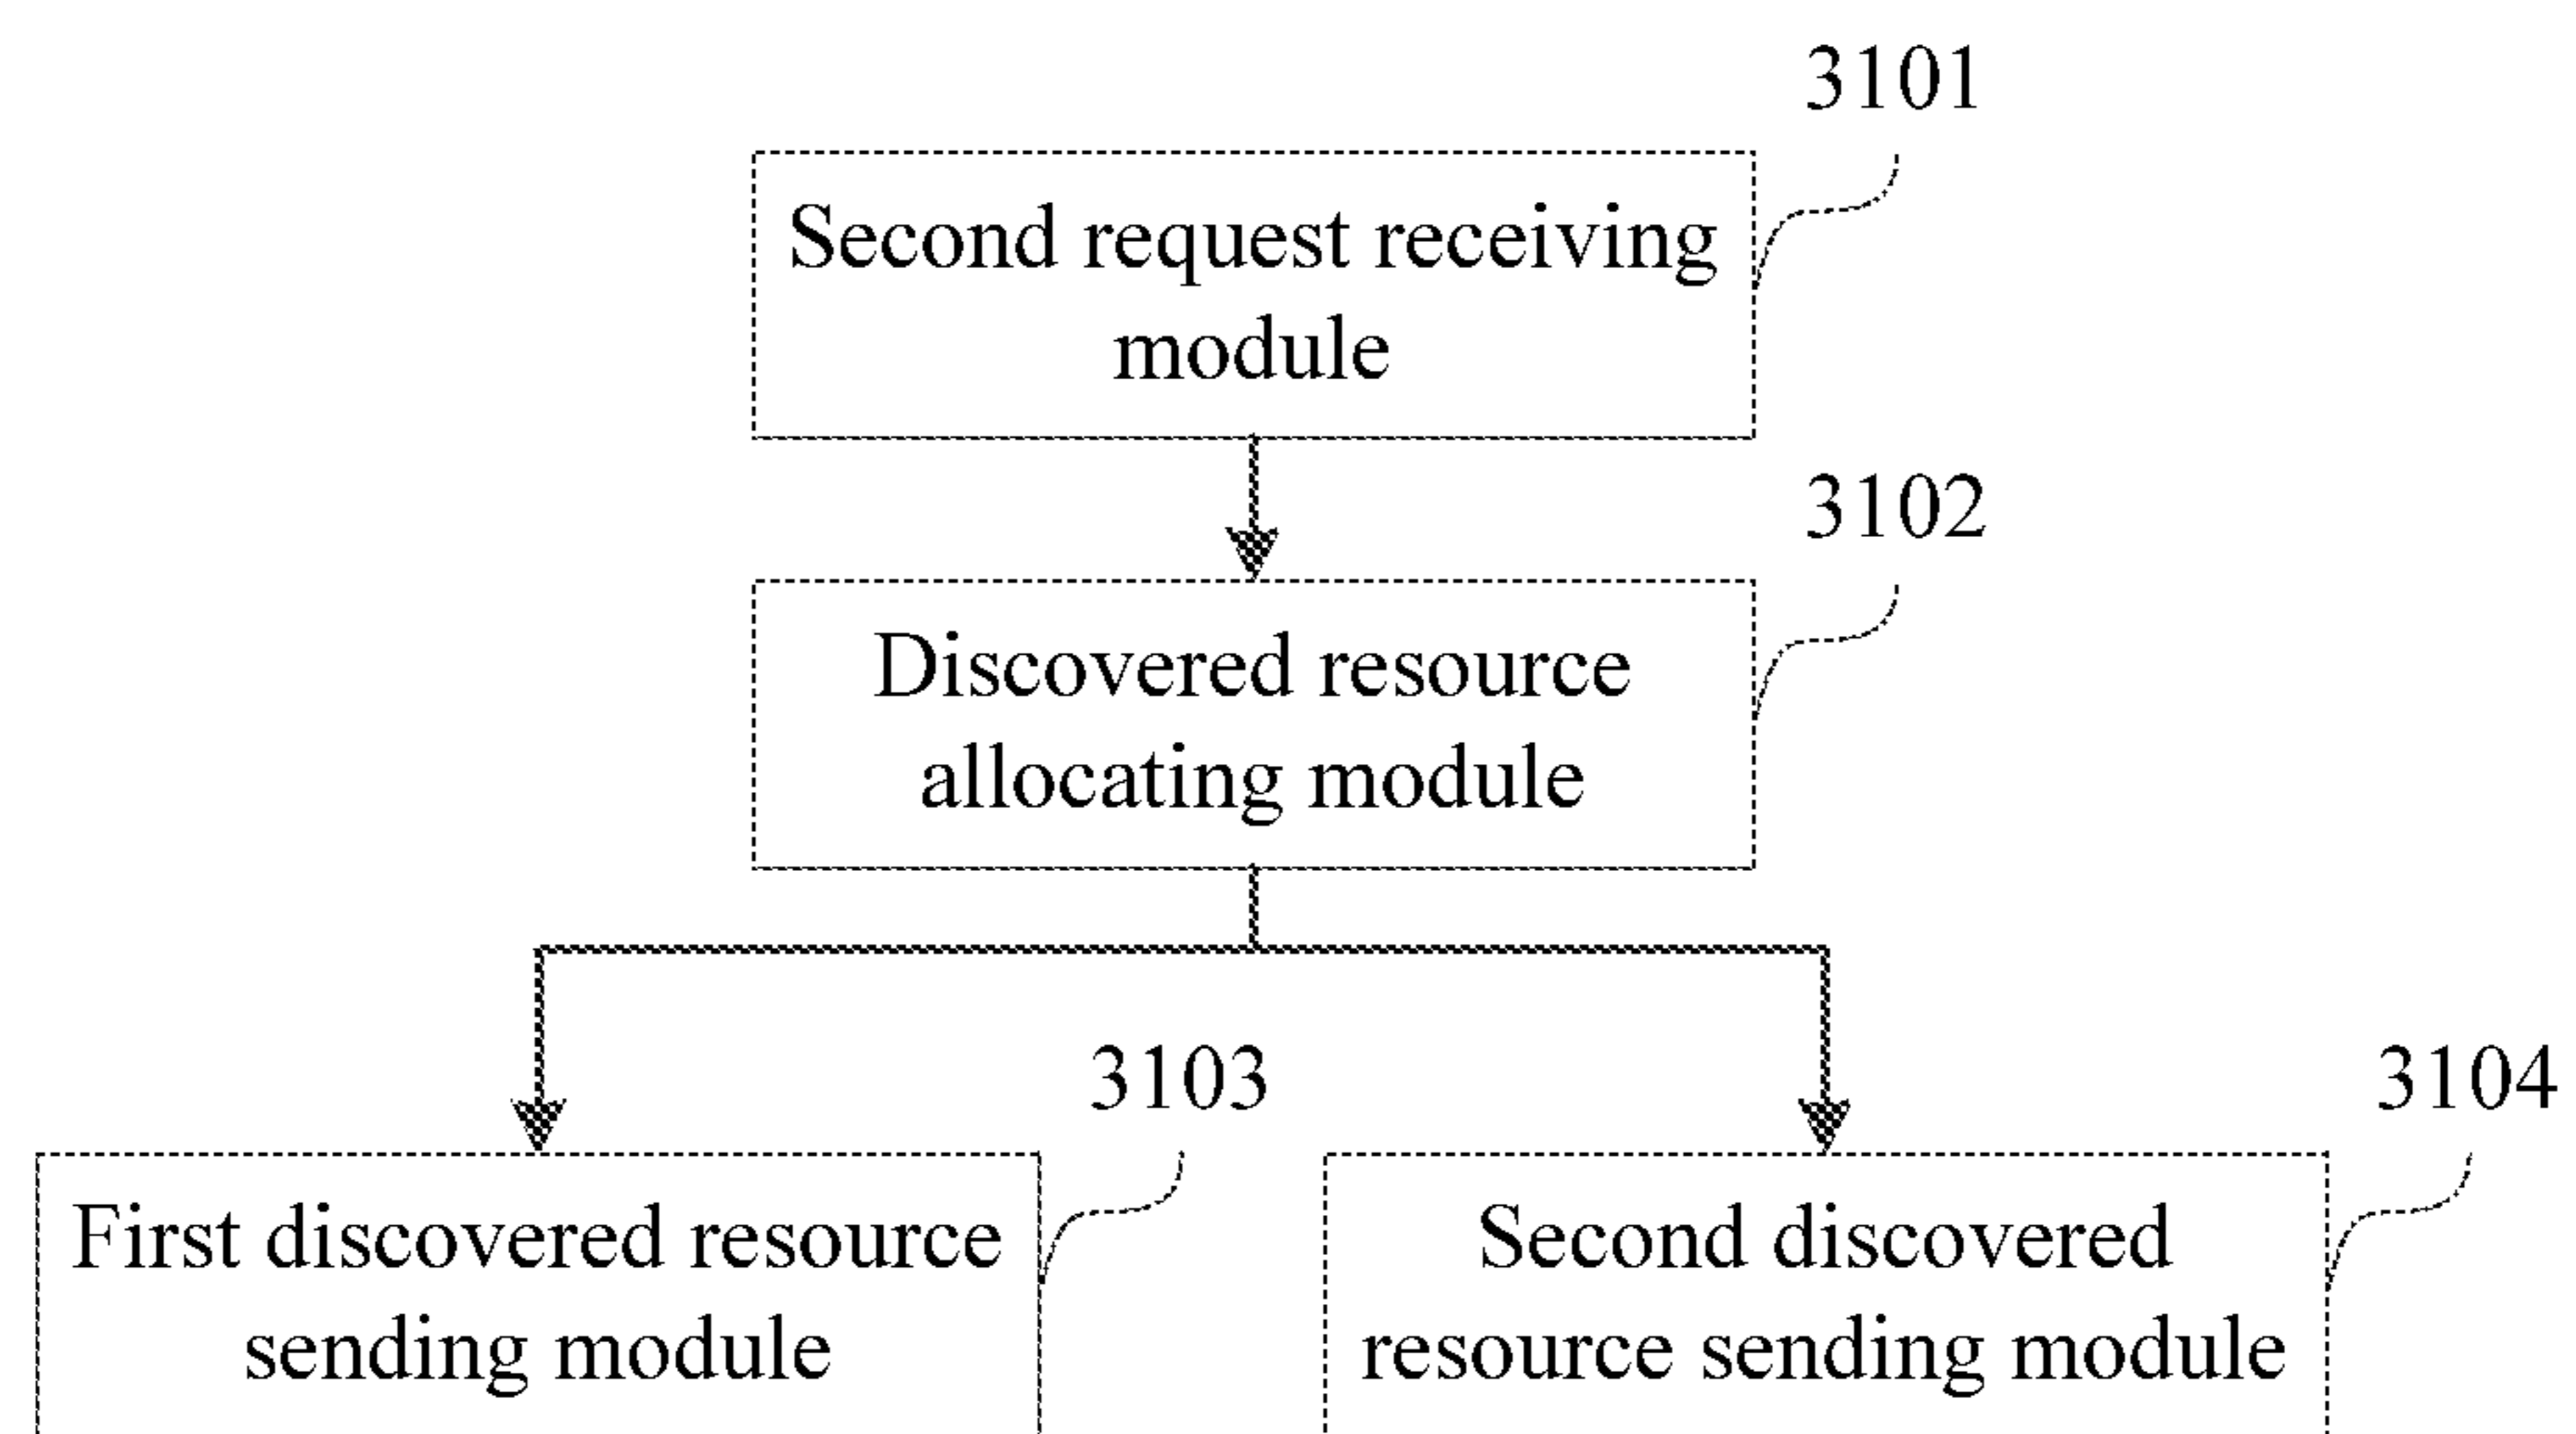 3101
Second request receiving
module
3102
Discovered resource
allocating module
3103
First discovered resource
sending module
3104
Second discovered
resource sending module